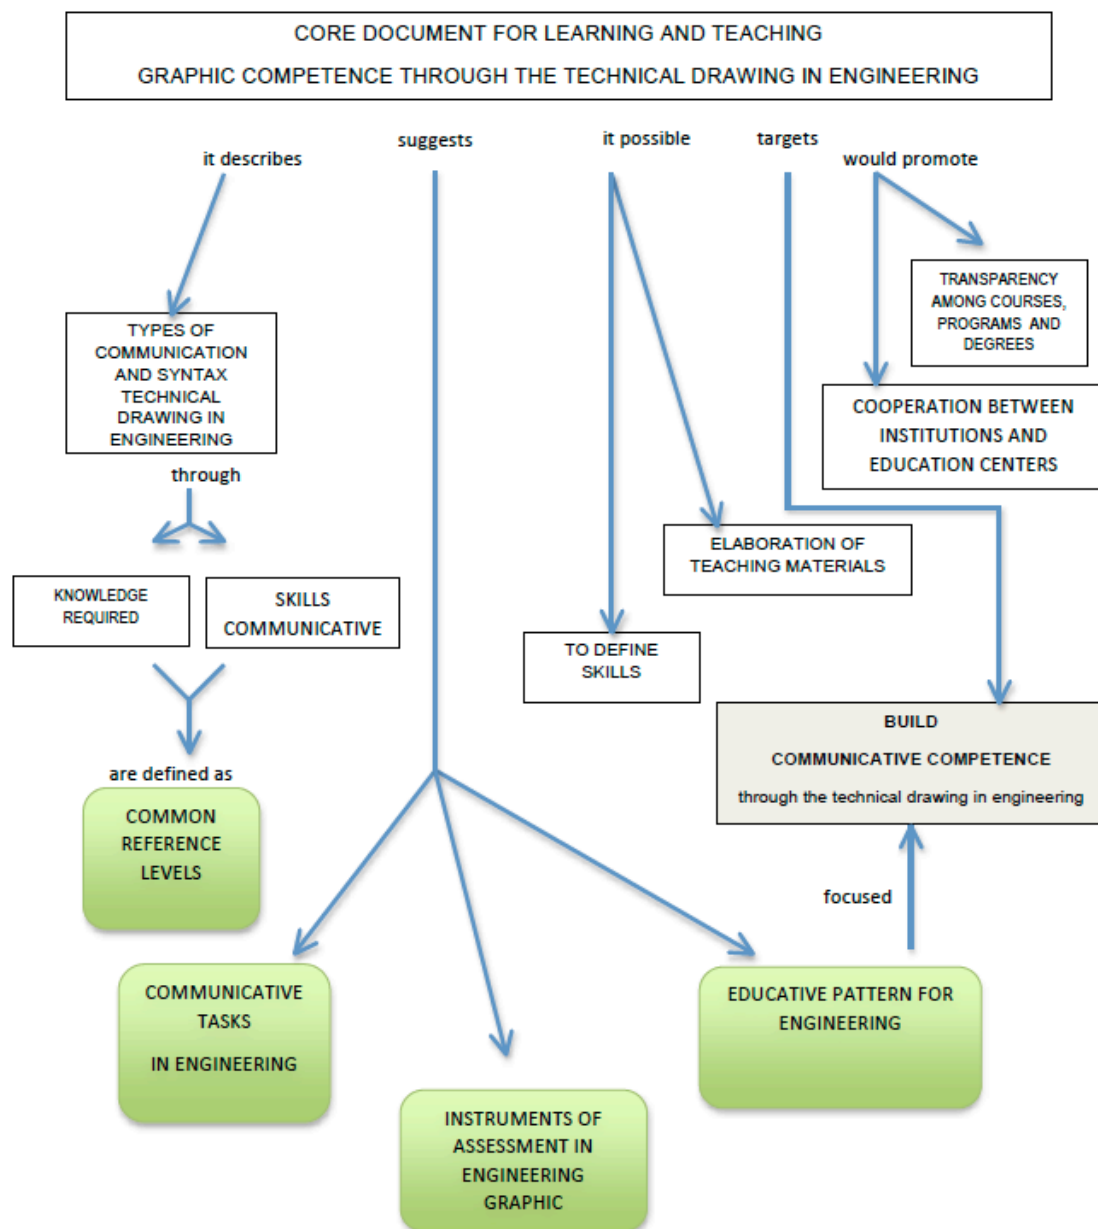 CORE DOCUMENT FOR LEARNING AND TEACHING
GRAPHIC COMPETENCE THROUGH THE TECHNICAL DRAWING IN ENGINEERING
it describes
suggests
it possible
targets
would promote
TRANSPARENCY
AMONG COURSES,
PROGRAMS AND
DEGREES
TYPES OF
COMMUNICATION
AND SYNTAX
TECHNICAL
DRAWING IN
ENGINEERING
COOPERATION BETWEEN
INSTITUTIONS AND
EDUCATION CENTERS
through
ELABORATION OF
TEACHING MATERIALS
KNOWLEDGE
REQUIRED
SKILLS
COMMUNICATIVE
TO DEFINE
SKILLS
BUILD
COMMUNICATIVE COMPETENCE
through the technical drawing in engineering
are defined as
COMMON
REFERENCE
LEVELS
focused
COMMUNICATIVE
TASKS
IN ENGINEERING
EDUCATIVE PATTERN FOR
ENGINEERING
INSTRUMENTS OF
ASSESSMENT IN
ENGINEERING
GRAPHIC